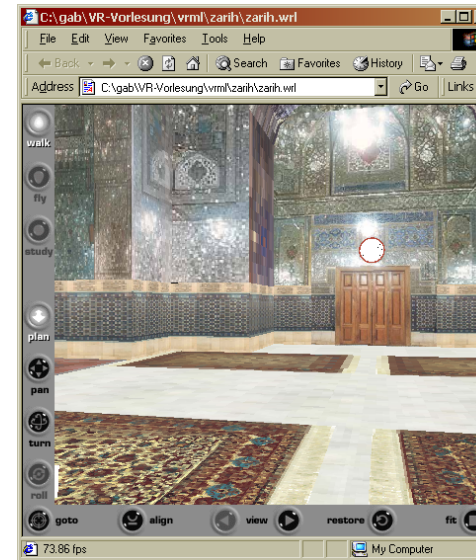 C:\gab\VR-Vorlesung\vrml\zarih\zarih.wrl
File Edit View Favorites Tools Help
Back Search Favorites History
Address C:\gab\VR-Vorlesung\vrml\zarih\zarih.wrl Go Links
walk
fly
study
plan
pan
turn
roll
goto align view restore fit
73.86 fps My Computer